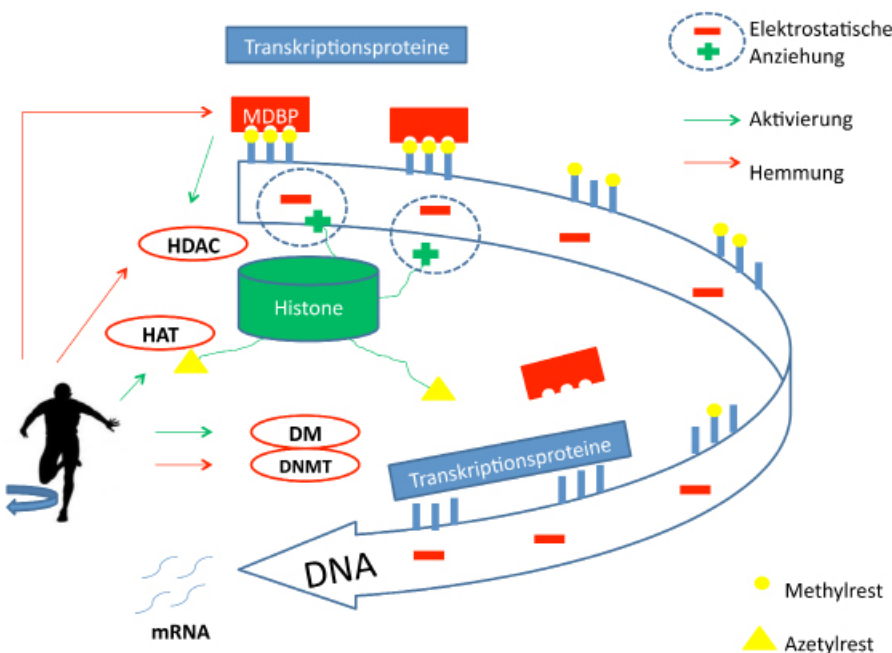 Transkriptionsproteine
Elektrostatische
Anziehung
MDBP
Aktivierung
Hemmung
HDAC
Histone
HAT
DM
DNMT
Transkriptionsproteine
DNA
mRNA
Methylrest
Azetylrest